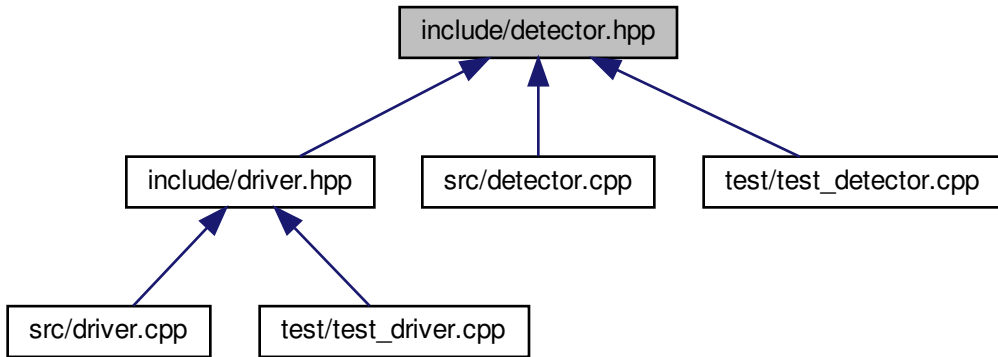 include/detector.hpp
include/driver.hpp
src/detector.cpp
test/test_detector.cpp
src/driver.cpp
test/test_driver.cpp